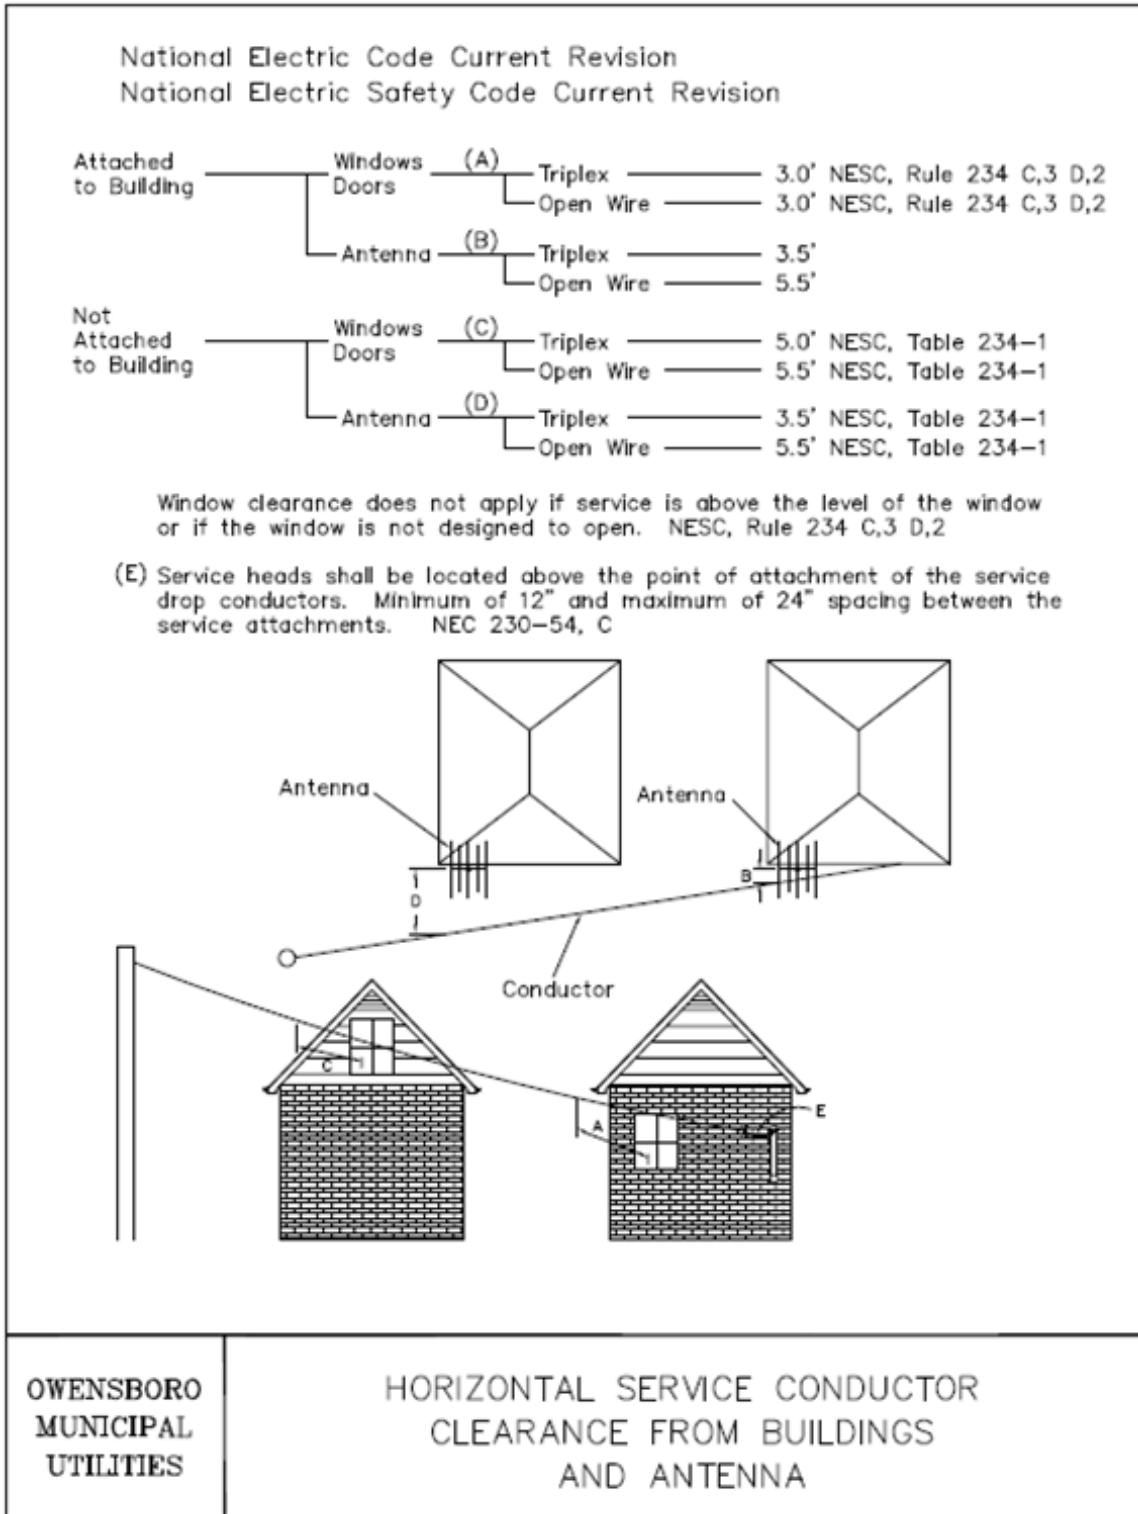 National Electric Code Current Revision
National Electric Safety Code Current Revision
Attached
to Building
Windows
Doors
(A)
Triplex
3.0' NESC, Rule 234 C,3 D,2
Open Wire
3.0' NESC, Rule 234 C,3 D,2
Antenna
(B)
Triplex
3.5'
Open Wire
5.5'
Not
Attached
to Building
Windows
Doors
(C)
Triplex
5.0' NESC, Table 234-1
Open Wire
5.5' NESC, Table 234-1
Antenna
(D)
Triplex
3.5' NESC, Table 234-1
Open Wire
5.5' NESC, Table 234-1
Window clearance does not apply if service is above the level of the window
or if the window is not designed to open. NESC, Rule 234 C,3 D,2
(E) Service heads shall be located above the point of attachment of the service
drop conductors. Minimum of 12" and maximum of 24" spacing between the
service attachments. NEC 230-54, C
Antenna
Antenna
D
B
Conductor
C
A
E
OWENSBORO
MUNICIPAL
UTILITIES
HORIZONTAL SERVICE CONDUCTOR
CLEARANCE FROM BUILDINGS
AND ANTENNA